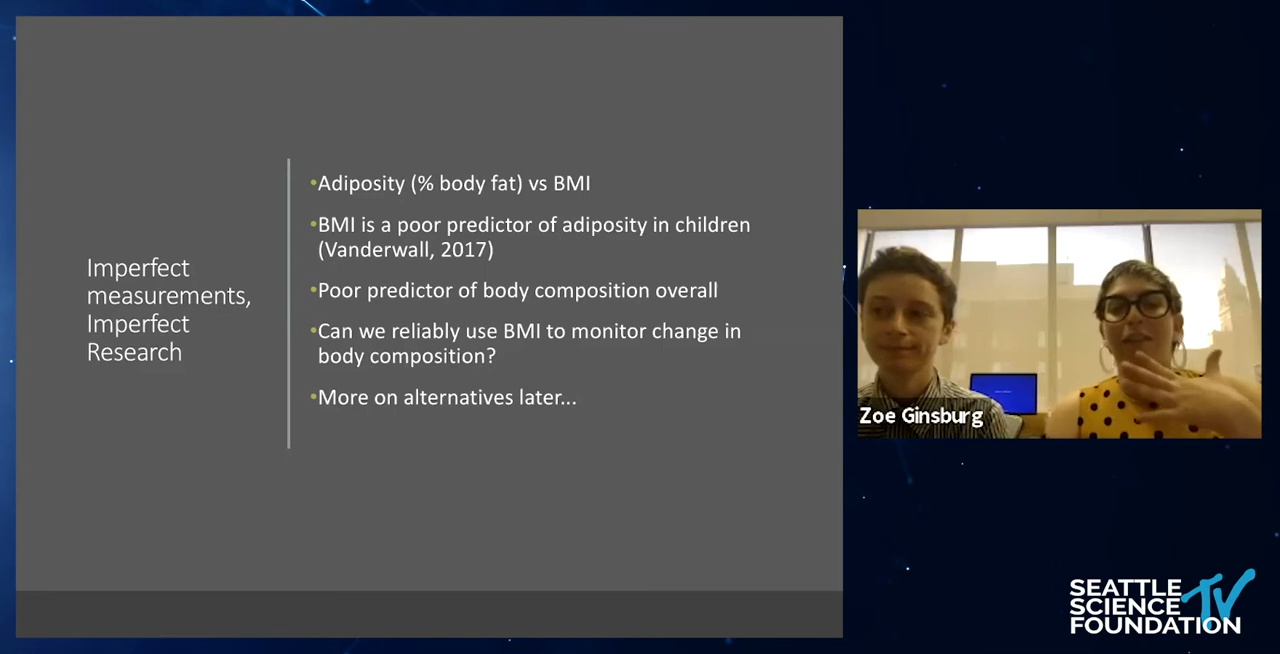 Imperfect
measurements,
Imperfect
Research
•Adiposity (% body fat) vs BMI
•BMI is a poor predictor of adiposity in children
(Vanderwall, 2017)
•Poor predictor of body composition overall
•Can we reliably use BMI to monitor change in
body composition?
•More on alternatives later...
Zoe Ginsburg
SEATTLE
SCIENCE
FOUNDATION
TV